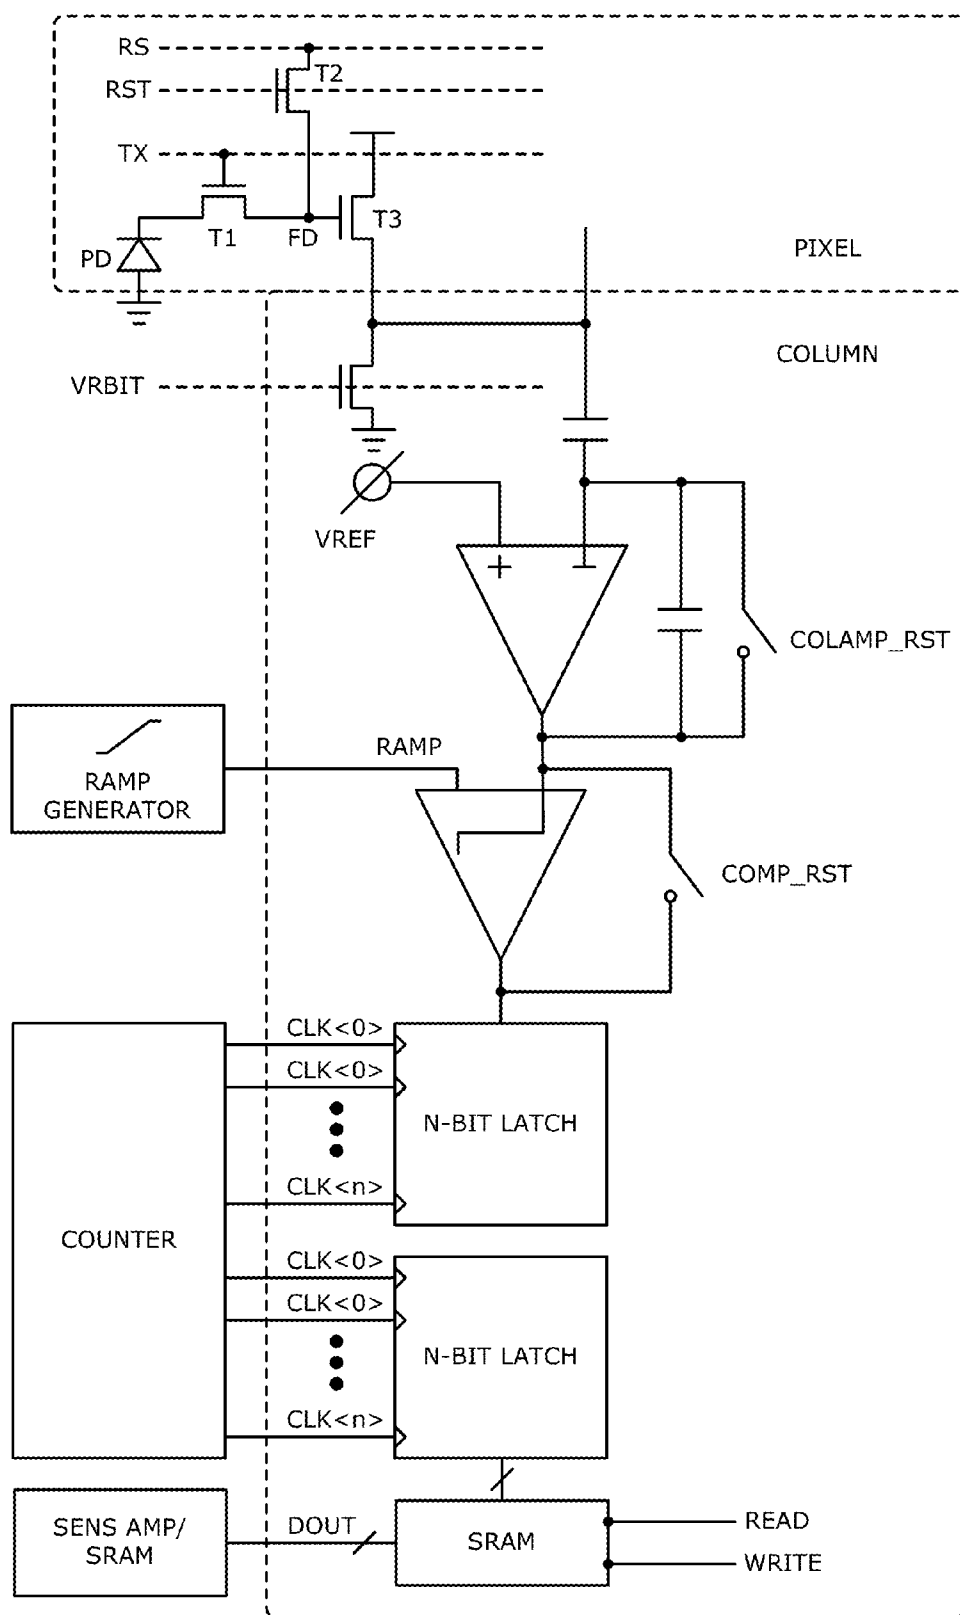 RS
T2
RST
TX
T1
FD
T3
PD
PIXEL
COLUMN
VRBIT
VREF
+
COLAMP_RST
RAMP
RAMP
GENERATOR
COMP_RST
CLK<0>
CLK<0>
N-BIT LATCH
CLK<n>
COUNTER
CLK<0>
CLK<0>
N-BIT LATCH
CLK<n>
SENS AMP/
SRAM
DOUT
SRAM
READ
WRITE